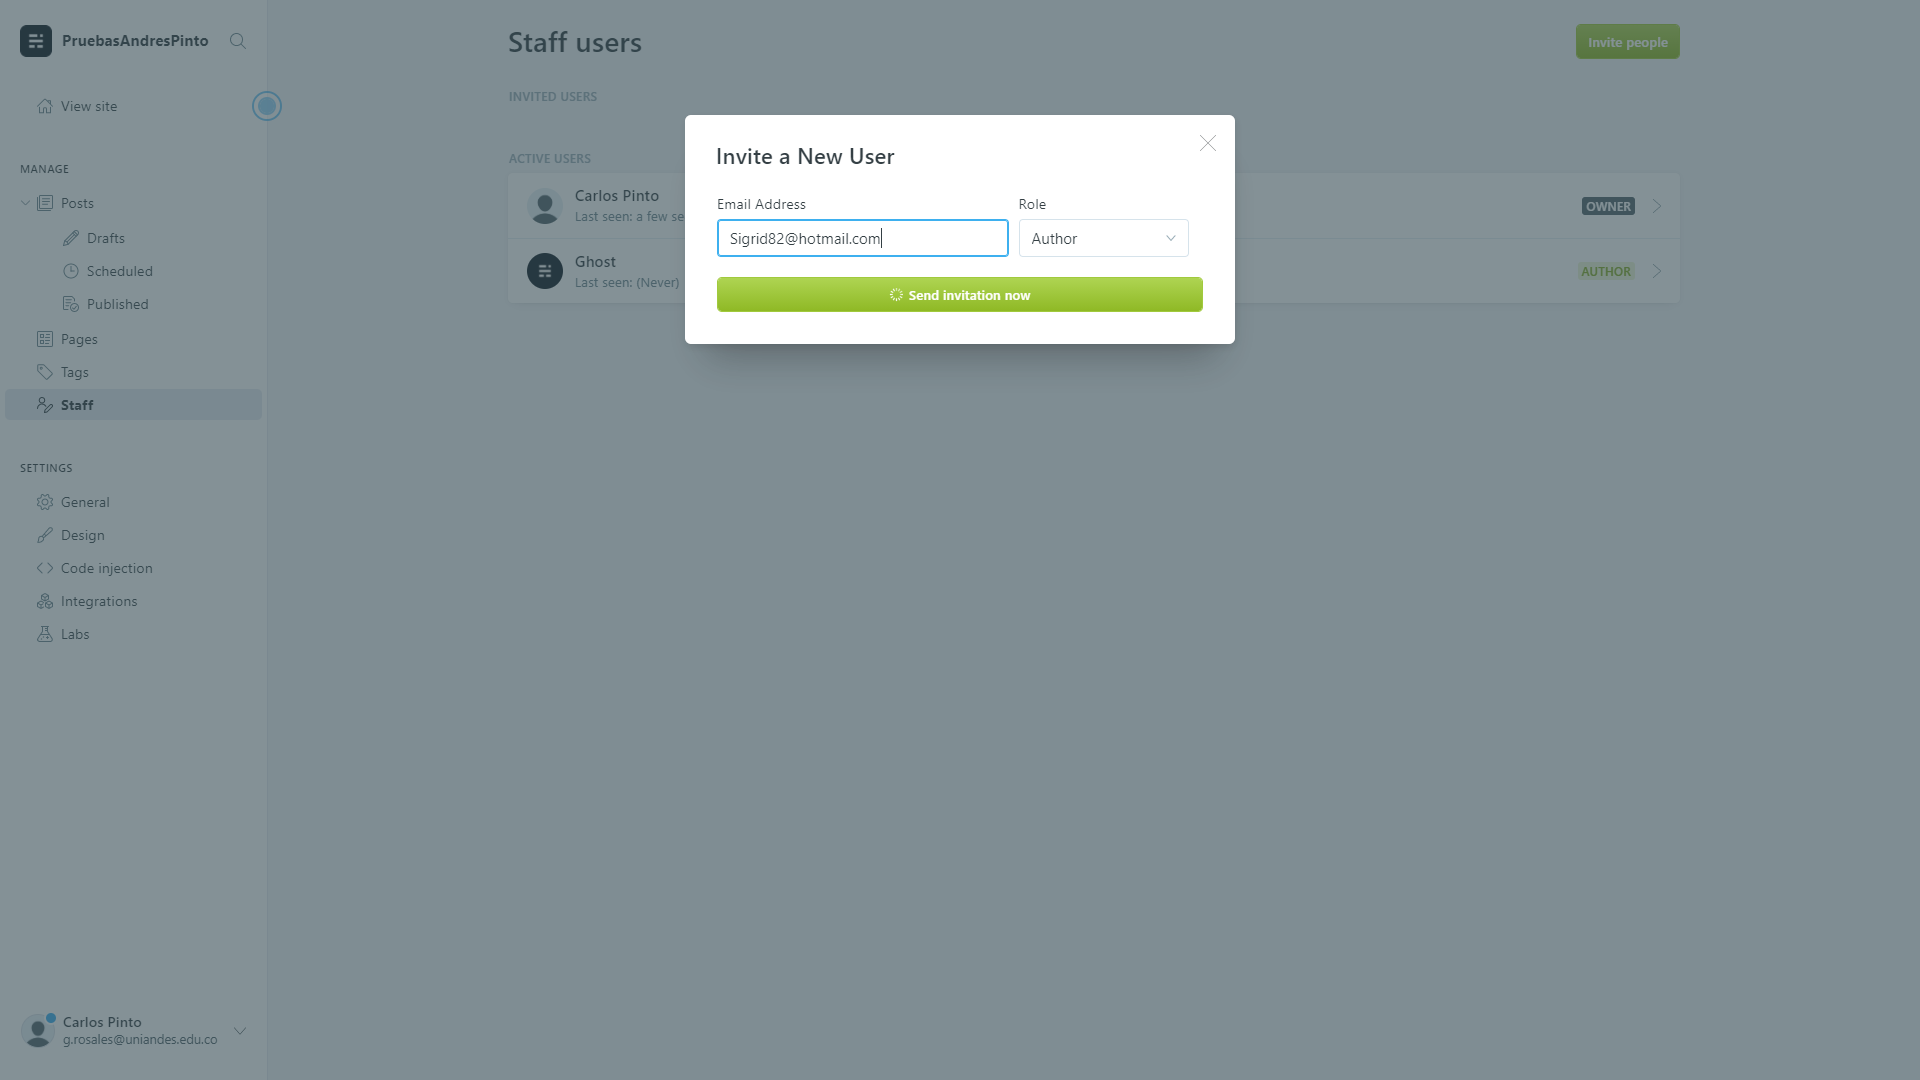 PruebasAndresPinto
View site
MANAGE
Posts
Drafts
Scheduled
Published
Pages
Tags
Staff
SETTINGS
General
Design
Code injection
Integrations
Labs
Carlos Pinto
g.rosales@uniandes.edu.co
Staff users
Invite people
INVITED USERS
ACTIVE USERS
Carlos Pinto
Last seen: a few se
OWNER
Ghost
Last seen: (Never)
AUTHOR
Invite a New User
Email Address
Role
Sigrid82@hotmail.com
Author
Send invitation now